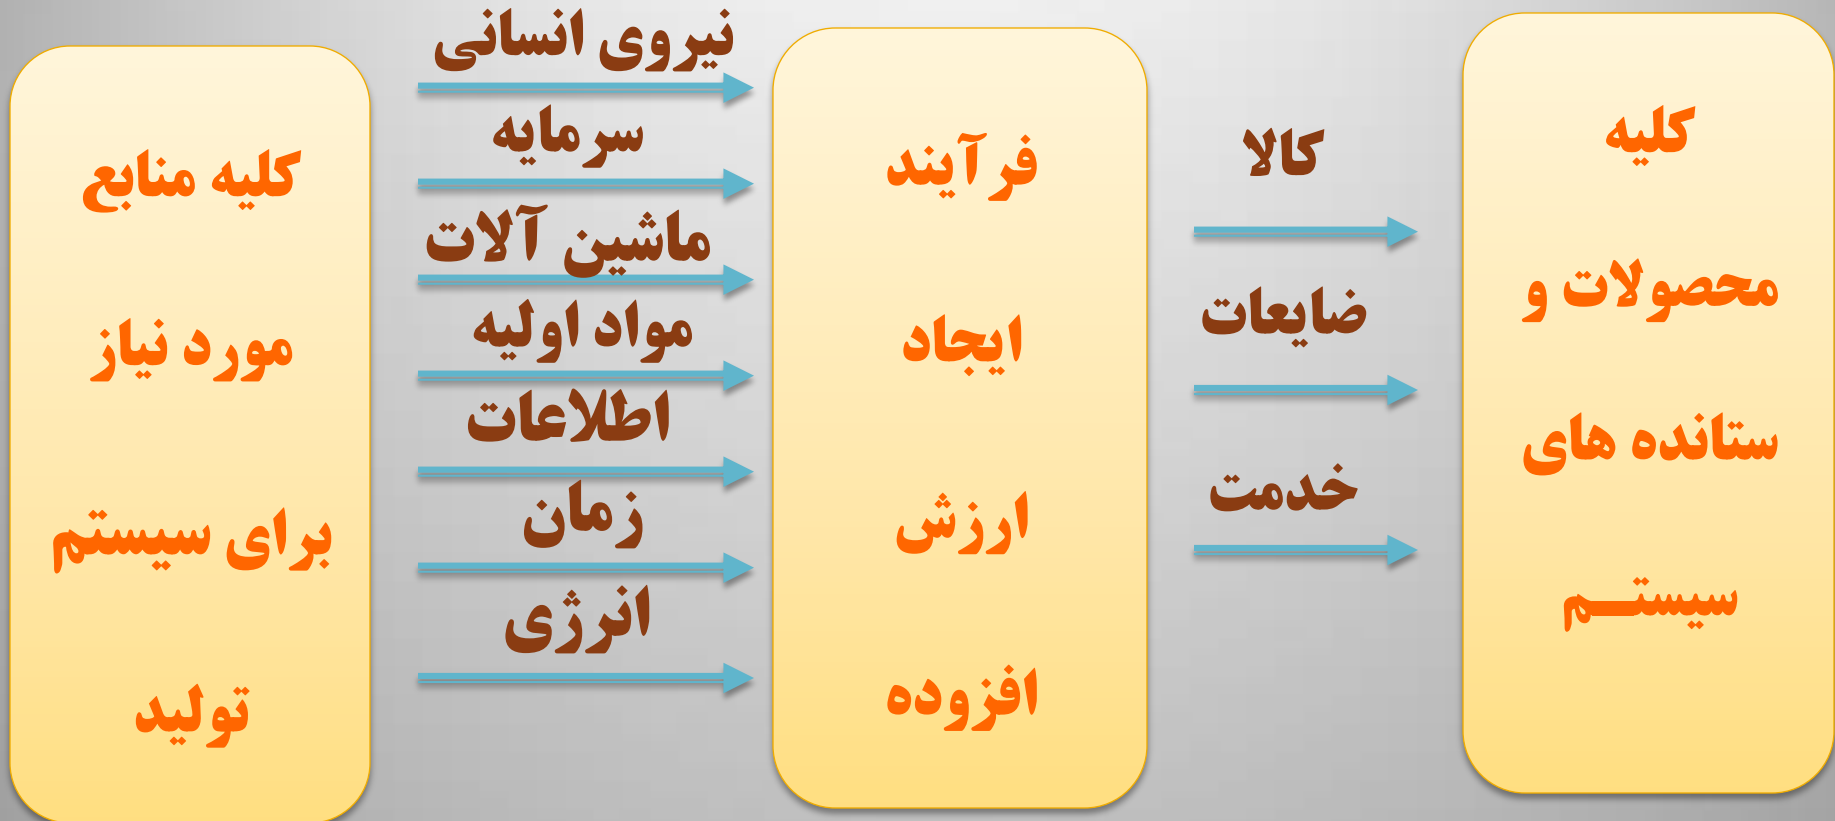 کلیه منابع
مورد نیاز
برای سیستم
تولید
نیروی انسانی
سرمایه
ماشین آلات
مواد اولیه
اطلاعات
زمان
انرژی
فرآیند
ایجاد
ارزش
افزوده
کالا
ضایعات
خدمت
کلیه
محصولات و
ستانده های
سیستــم